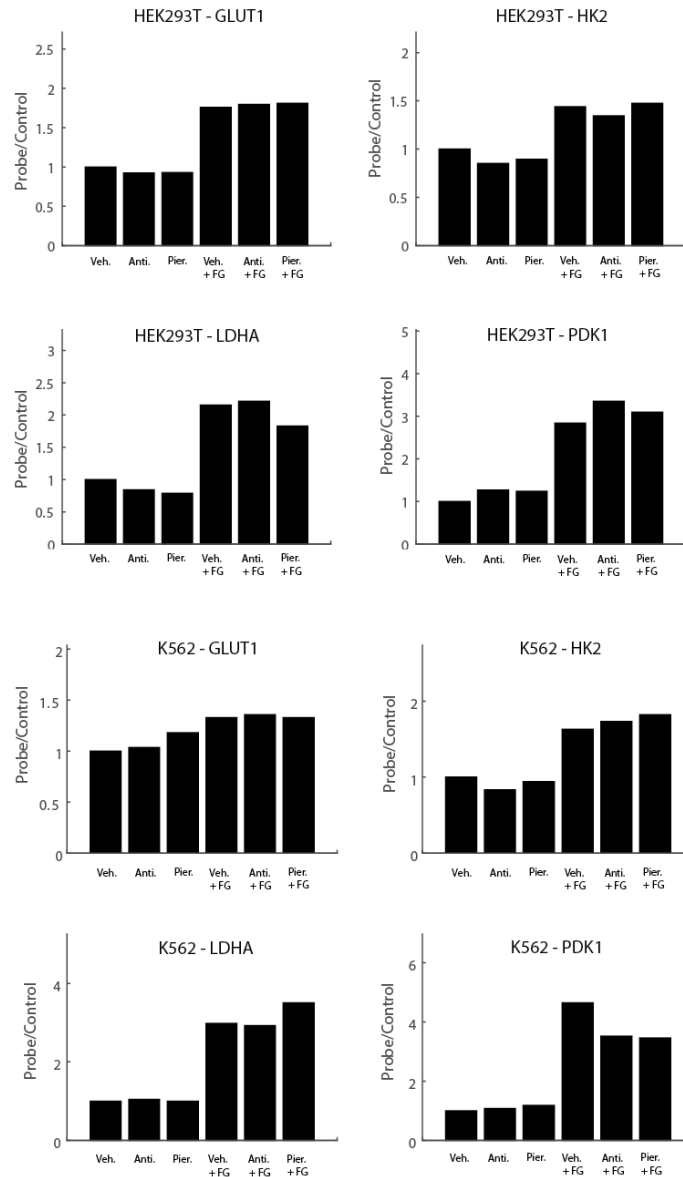 HEK293T - GLUT1
Probe/Control
2.5
2
1.5
1
0.5
0
Veh. Anti. Pier. Veh. Anti. Pier.
+ FG + FG + FG
HEK293T - HK2
Probe/Control
2
1.5
1
0.5
0
Veh. Anti. Pier. Veh. Anti. Pier.
+ FG + FG + FG
HEK293T - LDHA
Probe/Control
3
2.5
2
1.5
1
0.5
0
Veh. Anti. Pier. Veh. Anti. Pier.
+ FG + FG + FG
HEK293T - PDK1
Probe/Control
5
4
3
2
1
0
Veh. Anti. Pier. Veh. Anti. Pier.
+ FG + FG + FG
K562 - GLUT1
Probe/Control
2
1.5
1
0.5
0
Veh. Anti. Pier. Veh. Anti. Pier.
+ FG + FG + FG
K562 - HK2
Probe/Control
2
1
0
Veh. Anti. Pier. Veh. Anti. Pier.
+ FG + FG + FG
K562 - LDHA
Probe/Control
4
2
0
Veh. Anti. Pier. Veh. Anti. Pier.
+ FG + FG + FG
K562 - PDK1
Probe/Control
6
4
2
0
Veh. Anti. Pier. Veh. Anti. Pier.
+ FG + FG + FG